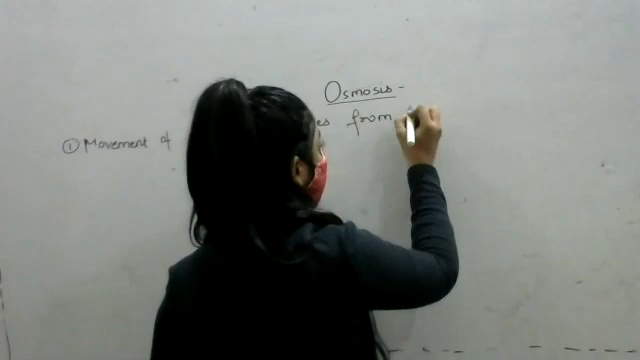 Osmosis -
① Movement of es from